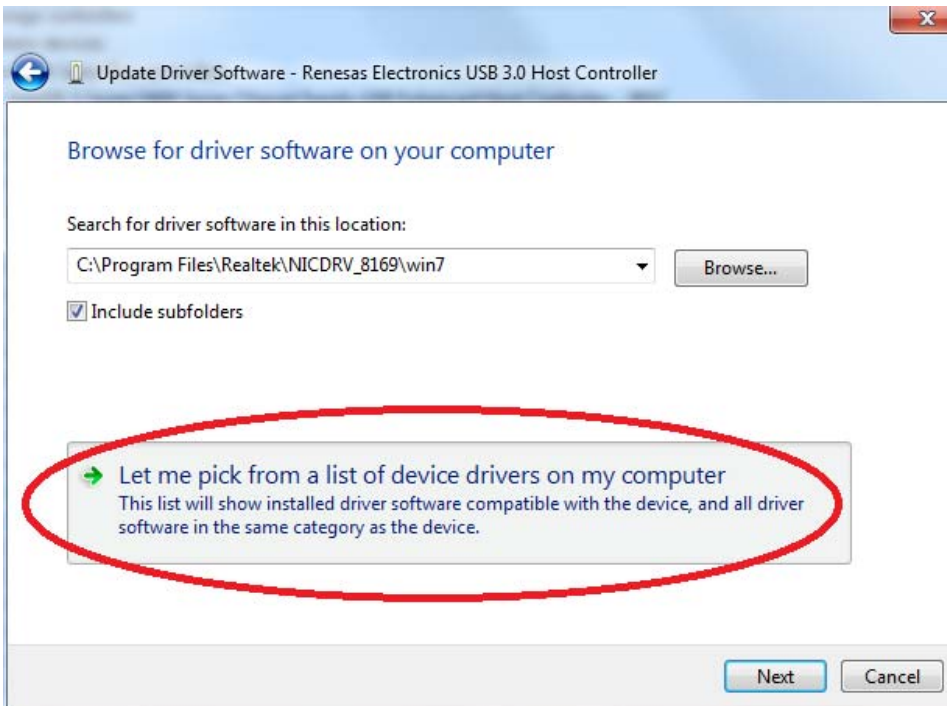 Update Driver Software - Renesas Electronics USB 3.0 Host Controller
Browse for driver software on your computer
Search for driver software in this location:
C:\Program Files\Realtek\NICDRV_8169\win7
Browse...
Include subfolders
Let me pick from a list of device drivers on my computer
This list will show installed driver software compatible with the device, and all driver
software in the same category as the device.
Next
Cancel